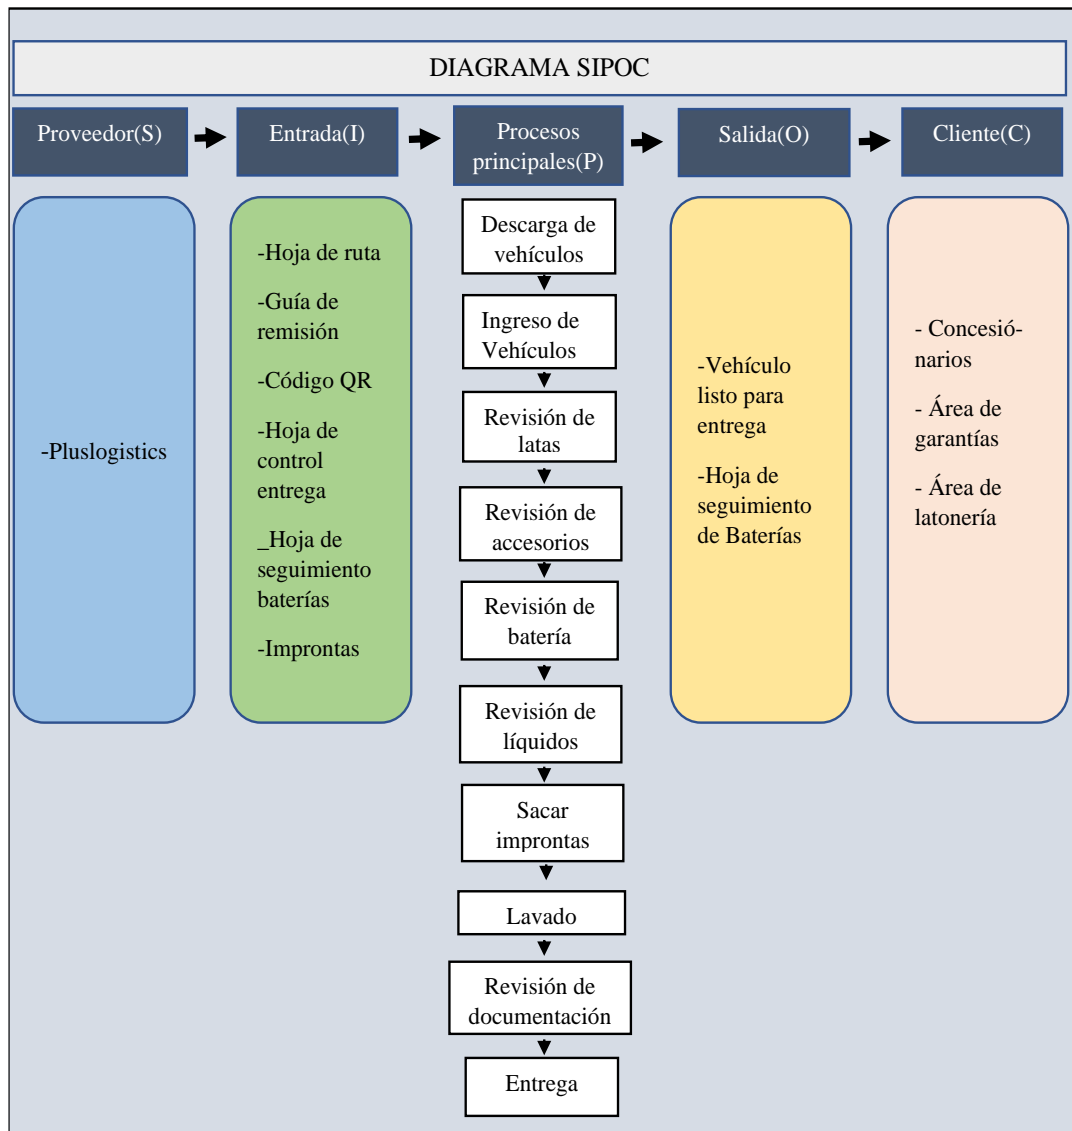 DIAGRAMA SIPOC
Proveedor(S)
Entrada(I)
Procesos
principales(P)
Salida(O)
Cliente(C)
-Pluslogistics
-Hoja de ruta
-Guía de
remisión
-Código QR
-Hoja de
control
entrega
_Hoja de
seguimiento
baterías
-Improntas
Descarga de
vehículos
Ingreso de
Vehículos
Revisión de
latas
Revisión de
accesorios
Revisión de
batería
Revisión de
líquidos
Sacar
improntas
Lavado
Revisión de
documentación
Entrega
-Vehículo
listo para
entrega
-Hoja de
seguimiento
de Baterías
- Concesió-
narios
- Área de
garantías
- Área de
latonería